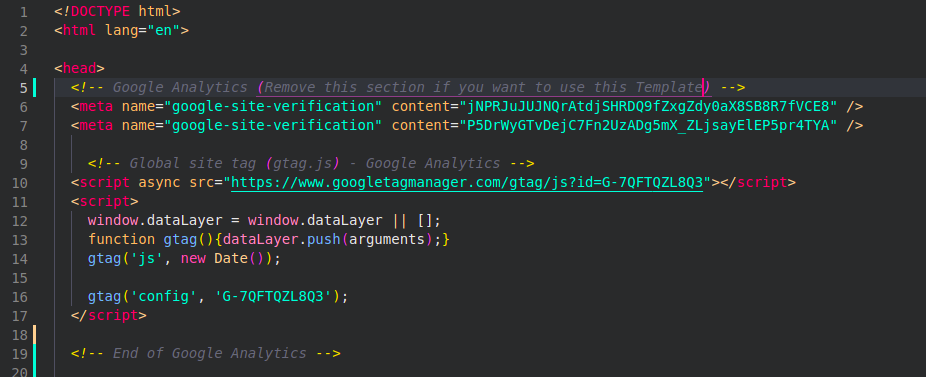 1 <!DOCTYPE html>
2 <html lang="en">
3
4 <head>
5 <!-- Google Analytics (Remove this section if you want to use this Template) -->
6 <meta name="google-site-verification" content="jNPRJuJUJNQrAtdjSHRDQ9fZxgZdy0aX8SB8R7fVCE8" />
7 <meta name="google-site-verification" content="P5DrWyGTvDejC7Fn2UzADg5mX_ZLjsayElEP5pr4TYA" />
8
9 <!-- Global site tag (gtag.js) - Google Analytics -->
10 <script async src="https://www.googletagmanager.com/gtag/js?id=G-7QFTQZL8Q3"></script>
11 <script>
12 window.dataLayer = window.dataLayer || [];
13 function gtag(){dataLayer.push(arguments);}
14 gtag('js', new Date());
15
16 gtag('config', 'G-7QFTQZL8Q3');
17 </script>
18
19 <!-- End of Google Analytics -->
20